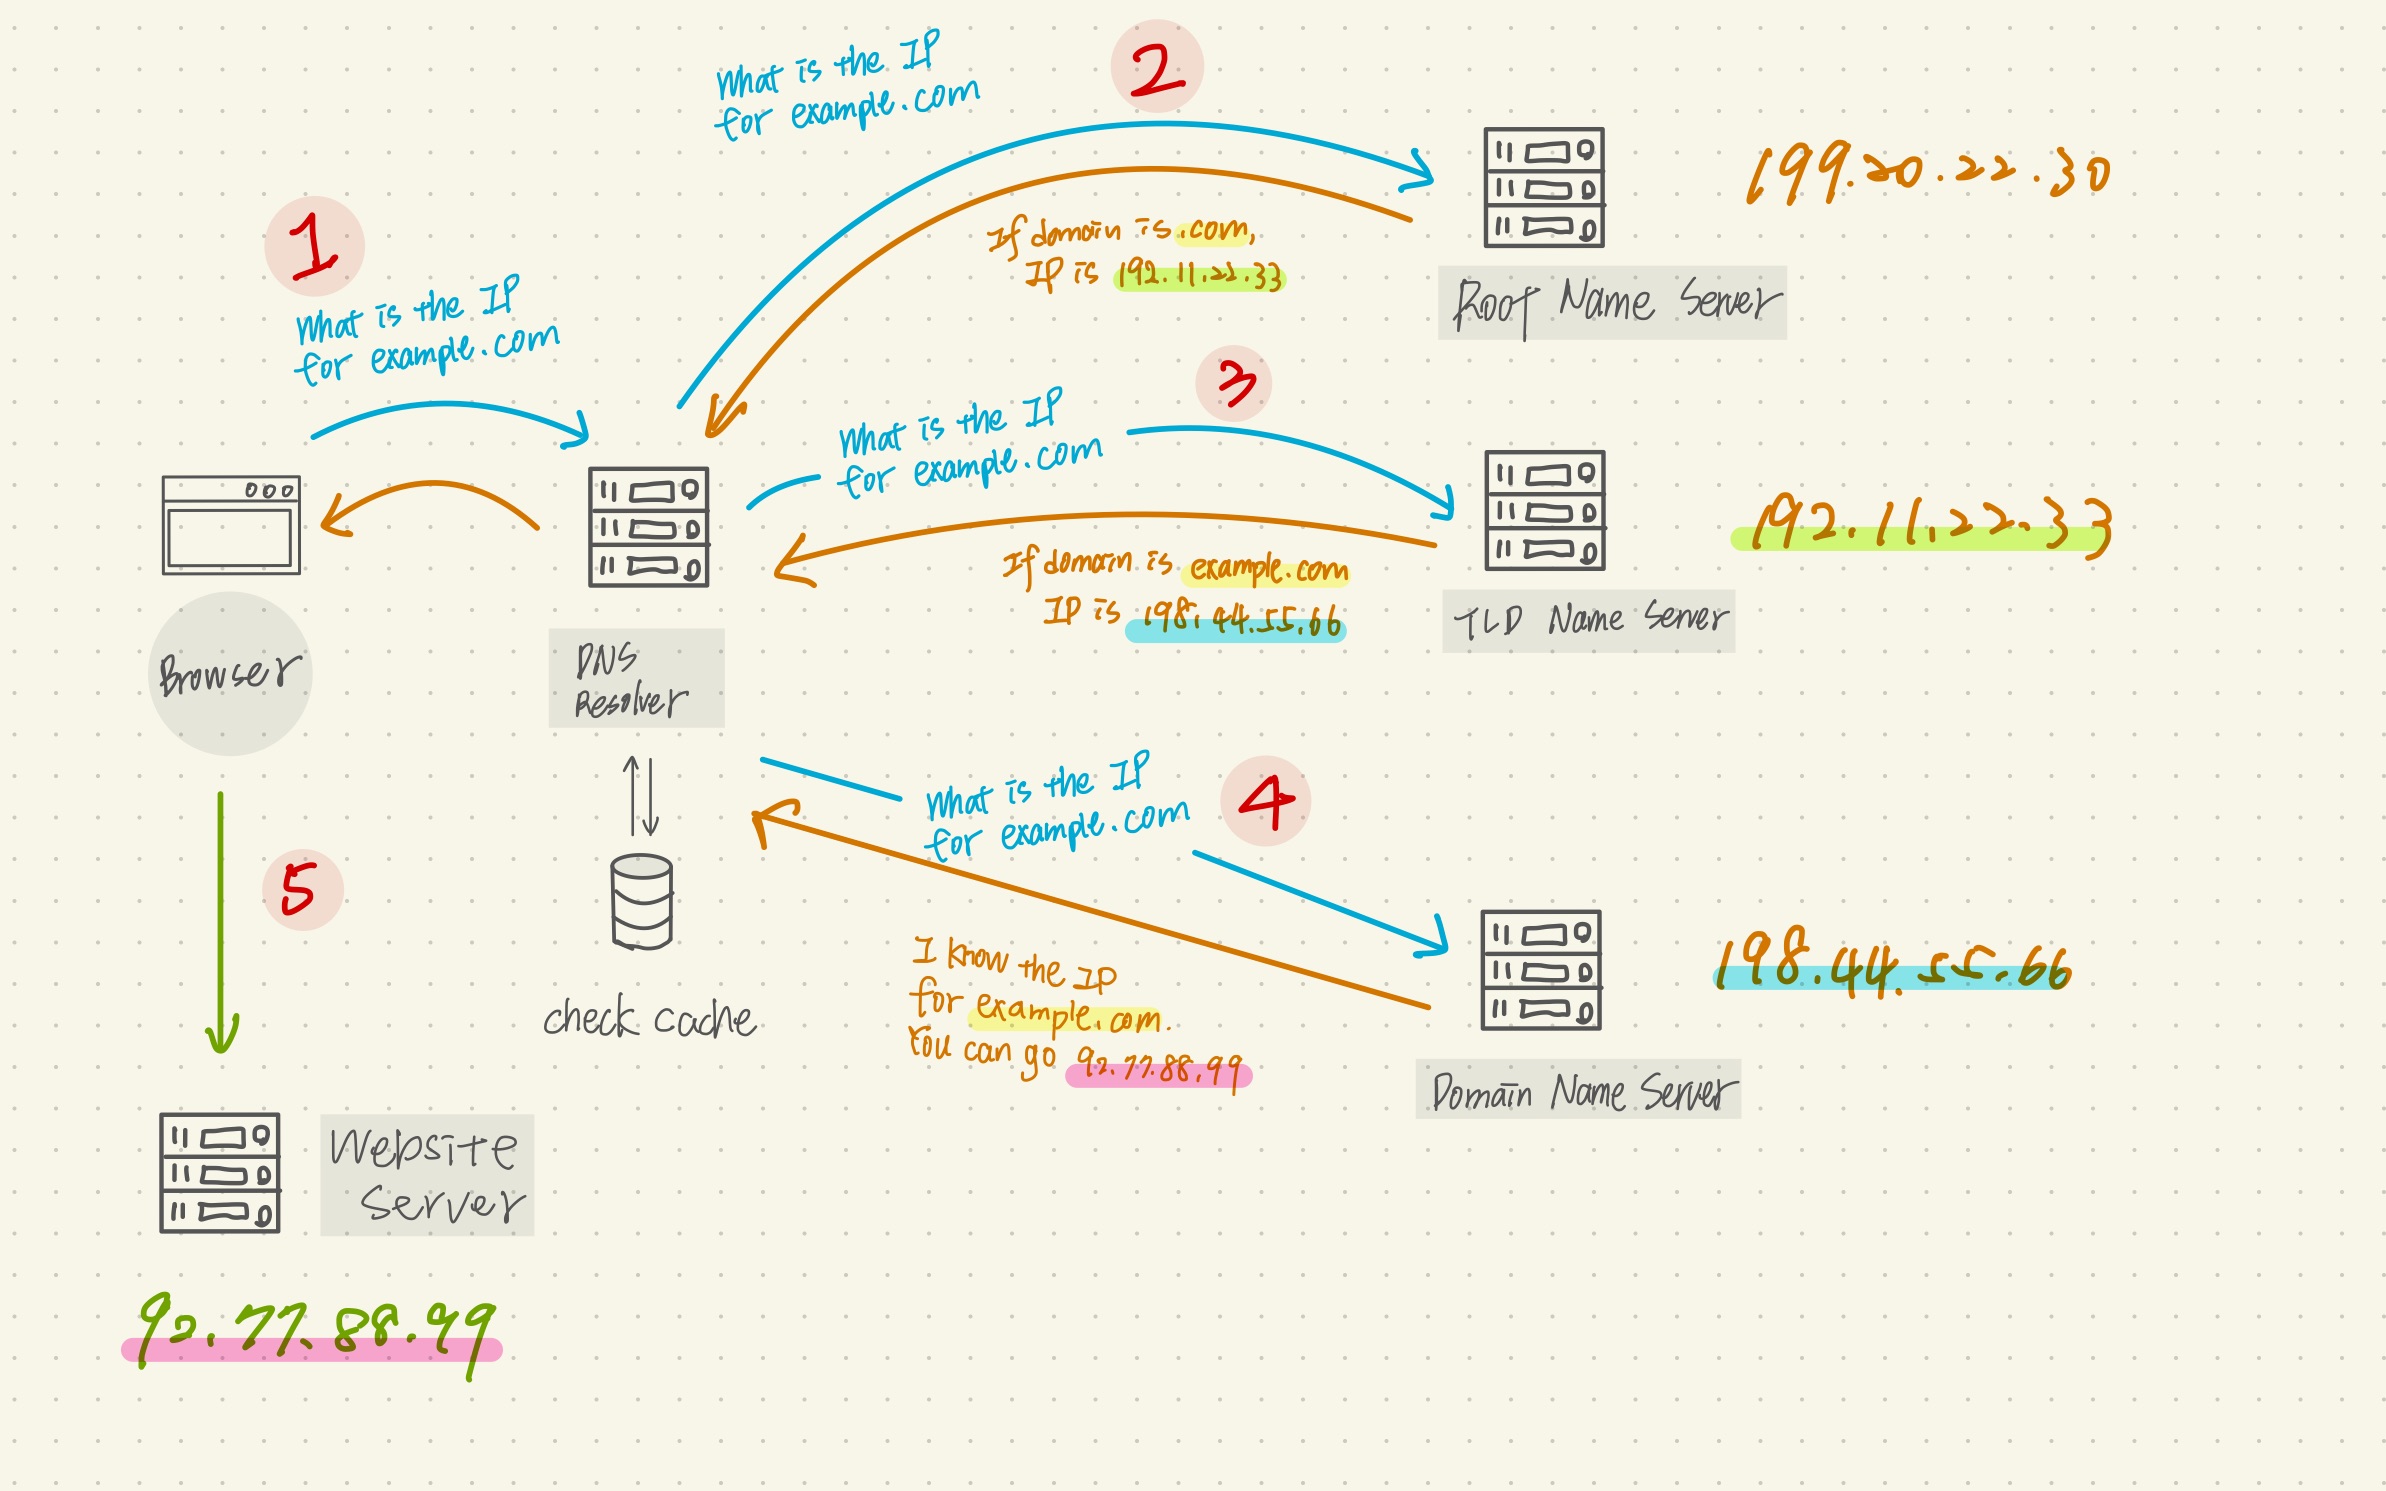 1
What is the IP
for example.com
2
What is the IP
for example.com
If domain is .com,
IP is 192.11.22.33
Root Name Server
199.20.22.30
3
What is the IP
for example.com
If domain is example.com
IP is 198.44.55.66
TLD Name Server
192.11.22.33
Browser
DNS
Resolver
check cache
4
What is the IP
for example.com
I know the IP
for example.com.
You can go 92.77.88.99
Domain Name Server
198.44.55.66
5
Website
Server
92.77.88.99